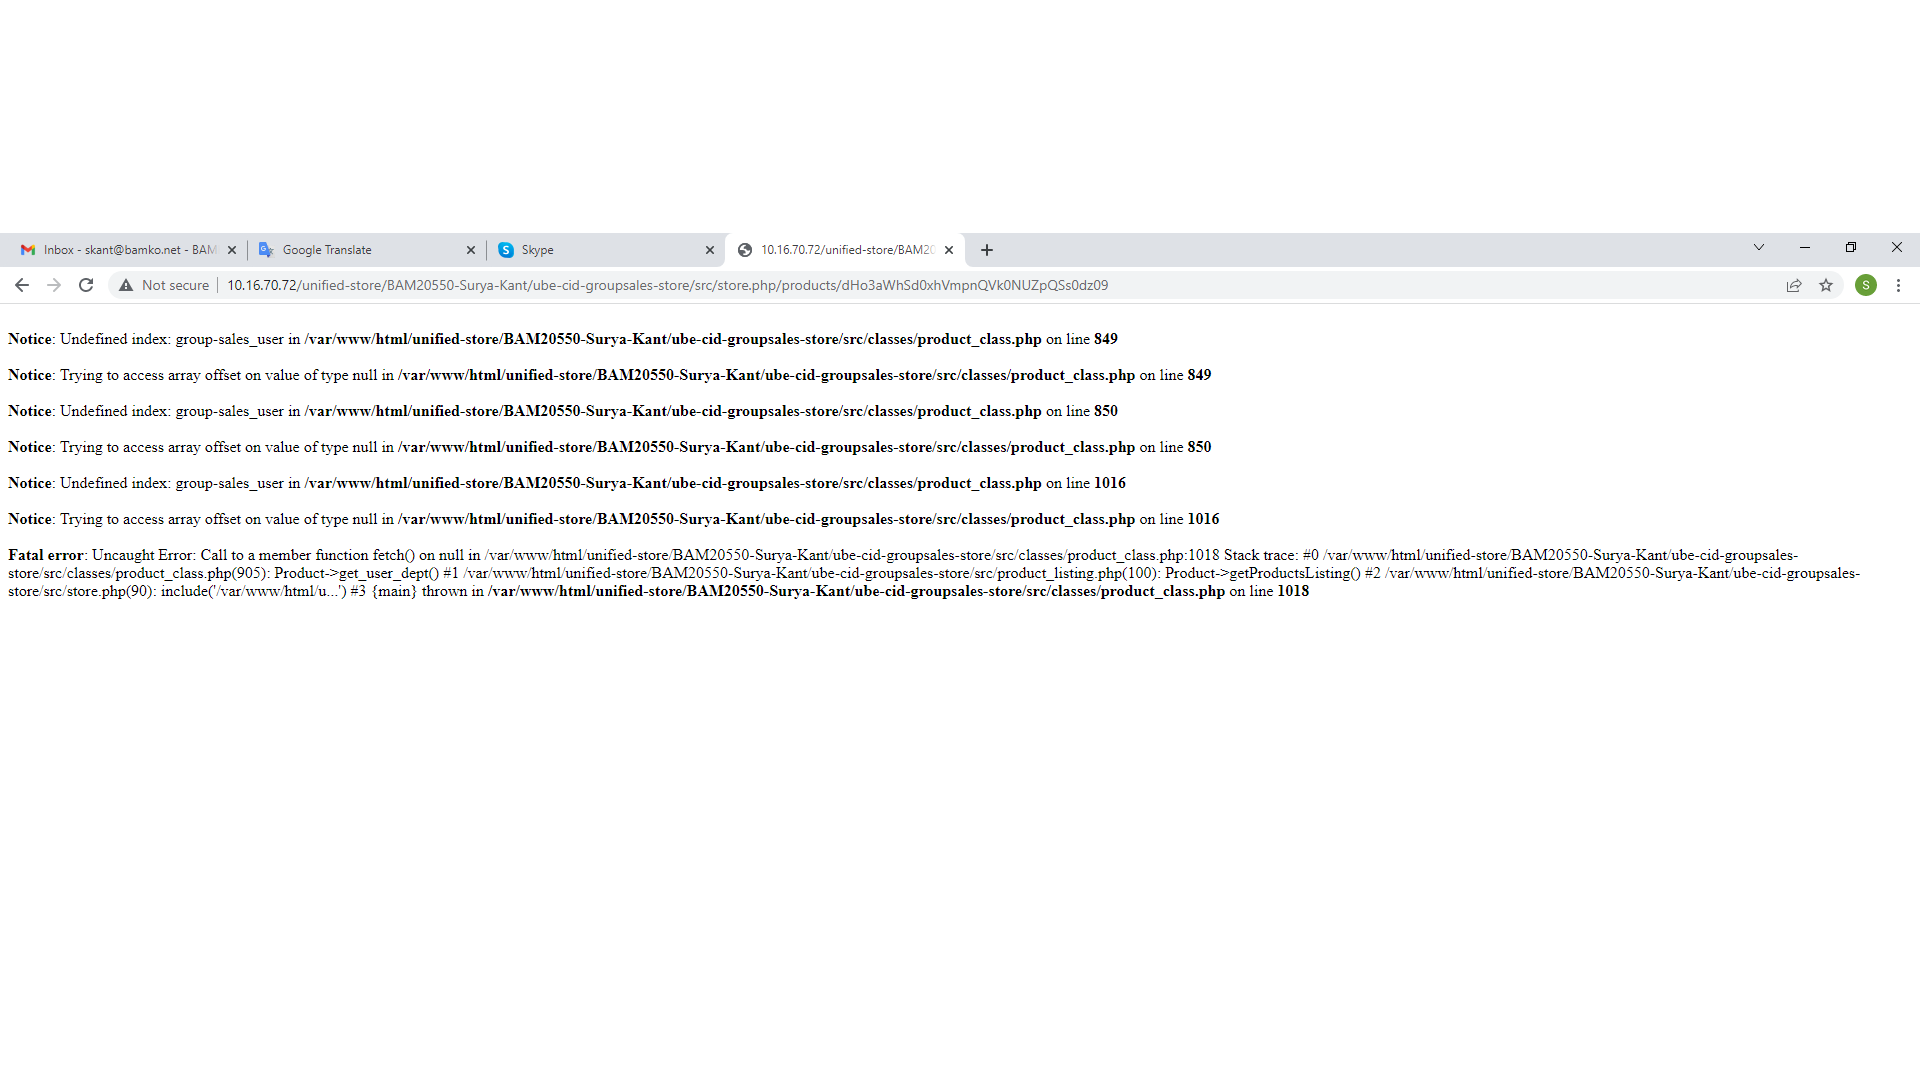 Inbox - skant@bamko.net - BAM
Google Translate
Skype
10.16.70.72/unified-store/BAM20
Not secure
10.16.70.72/unified-store/BAM20550-Surya-Kant/ube-cid-groupsales-store/src/store.php/products/dHo3aWhSd0xhVmpnQVk0NUZpQSs0dz09
S
Notice: Undefined index: group-sales_user in /var/www/html/unified-store/BAM20550-Surya-Kant/ube-cid-groupsales-store/src/classes/product_class.php on line 849
Notice: Trying to access array offset on value of type null in /var/www/html/unified-store/BAM20550-Surya-Kant/ube-cid-groupsales-store/src/classes/product_class.php on line 849
Notice: Undefined index: group-sales_user in /var/www/html/unified-store/BAM20550-Surya-Kant/ube-cid-groupsales-store/src/classes/product_class.php on line 850
Notice: Trying to access array offset on value of type null in /var/www/html/unified-store/BAM20550-Surya-Kant/ube-cid-groupsales-store/src/classes/product_class.php on line 850
Notice: Undefined index: group-sales_user in /var/www/html/unified-store/BAM20550-Surya-Kant/ube-cid-groupsales-store/src/classes/product_class.php on line 1016
Notice: Trying to access array offset on value of type null in /var/www/html/unified-store/BAM20550-Surya-Kant/ube-cid-groupsales-store/src/classes/product_class.php on line 1016
Fatal error: Uncaught Error: Call to a member function fetch() on null in /var/www/html/unified-store/BAM20550-Surya-Kant/ube-cid-groupsales-store/src/classes/product_class.php:1018 Stack trace: #0 /var/www/html/unified-store/BAM20550-Surya-Kant/ube-cid-groupsales-
store/src/classes/product_class.php(905): Product->get_user_dept() #1 /var/www/html/unified-store/BAM20550-Surya-Kant/ube-cid-groupsales-store/src/product_listing.php(100): Product->getProductsListing() #2 /var/www/html/unified-store/BAM20550-Surya-Kant/ube-cid-groupsales-
store/src/store.php(90): include('/var/www/html/u...') #3 {main} thrown in /var/www/html/unified-store/BAM20550-Surya-Kant/ube-cid-groupsales-store/src/classes/product_class.php on line 1018